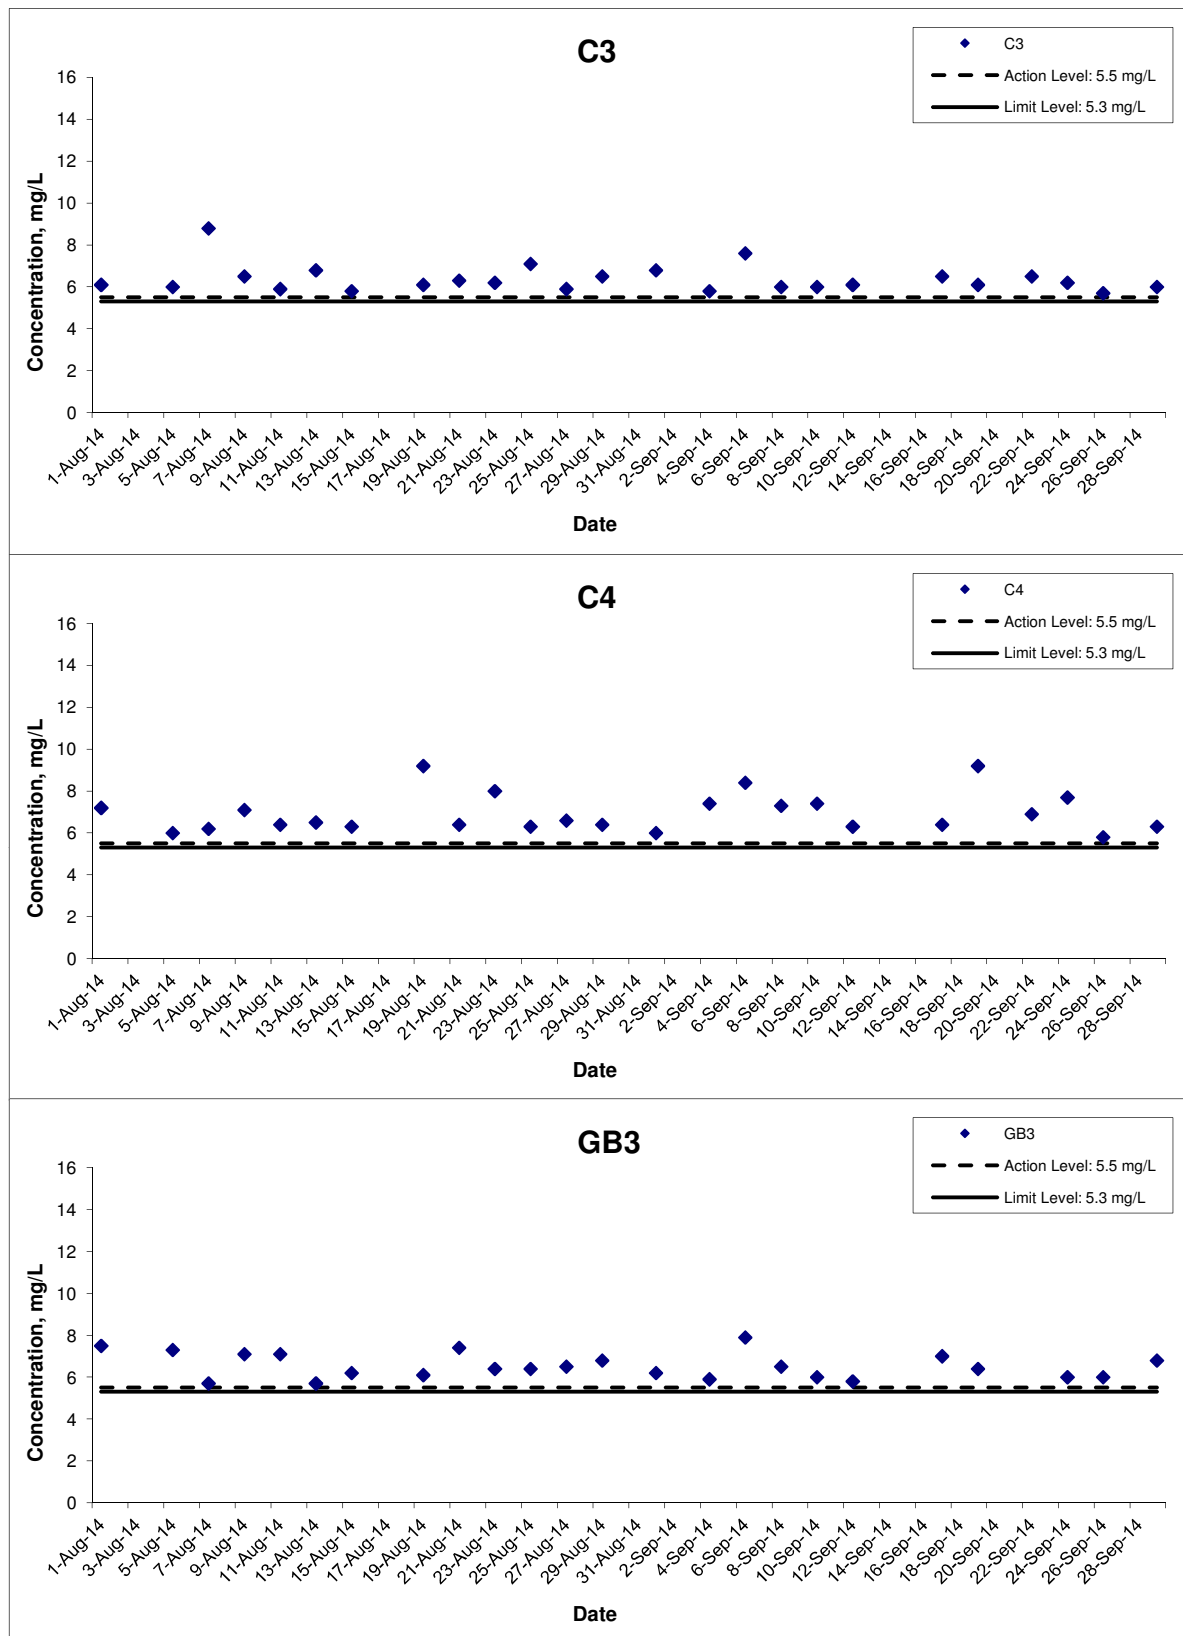 C3
C3
Action Level: 5.5 mg/L
Limit Level: 5.3 mg/L
Concentration, mg/L
16
14
12
10
8
6
4
2
0
1-Aug-14
3-Aug-14
5-Aug-14
7-Aug-14
9-Aug-14
11-Aug-14
13-Aug-14
15-Aug-14
17-Aug-14
19-Aug-14
21-Aug-14
23-Aug-14
25-Aug-14
27-Aug-14
29-Aug-14
31-Aug-14
2-Sep-14
4-Sep-14
6-Sep-14
8-Sep-14
10-Sep-14
12-Sep-14
14-Sep-14
16-Sep-14
18-Sep-14
20-Sep-14
22-Sep-14
24-Sep-14
26-Sep-14
28-Sep-14
Date
C4
C4
Action Level: 5.5 mg/L
Limit Level: 5.3 mg/L
Concentration, mg/L
16
14
12
10
8
6
4
2
0
1-Aug-14
3-Aug-14
5-Aug-14
7-Aug-14
9-Aug-14
11-Aug-14
13-Aug-14
15-Aug-14
17-Aug-14
19-Aug-14
21-Aug-14
23-Aug-14
25-Aug-14
27-Aug-14
29-Aug-14
31-Aug-14
2-Sep-14
4-Sep-14
6-Sep-14
8-Sep-14
10-Sep-14
12-Sep-14
14-Sep-14
16-Sep-14
18-Sep-14
20-Sep-14
22-Sep-14
24-Sep-14
26-Sep-14
28-Sep-14
Date
GB3
GB3
Action Level: 5.5 mg/L
Limit Level: 5.3 mg/L
Concentration, mg/L
16
14
12
10
8
6
4
2
0
1-Aug-14
3-Aug-14
5-Aug-14
7-Aug-14
9-Aug-14
11-Aug-14
13-Aug-14
15-Aug-14
17-Aug-14
19-Aug-14
21-Aug-14
23-Aug-14
25-Aug-14
27-Aug-14
29-Aug-14
31-Aug-14
2-Sep-14
4-Sep-14
6-Sep-14
8-Sep-14
10-Sep-14
12-Sep-14
14-Sep-14
16-Sep-14
18-Sep-14
20-Sep-14
22-Sep-14
24-Sep-14
26-Sep-14
28-Sep-14
Date